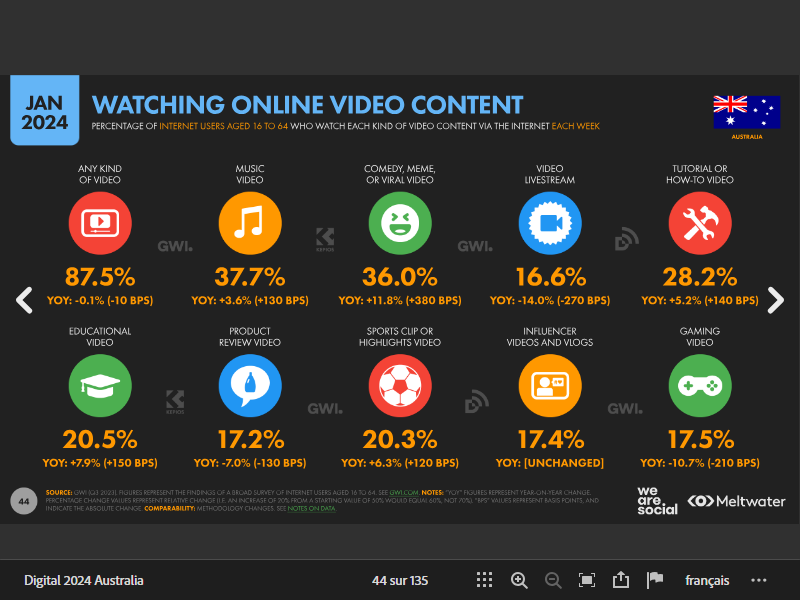 JAN
2024
WATCHING ONLINE VIDEO CONTENT
PERCENTAGE OF INTERNET USERS AGED 16 TO 64 WHO WATCH EACH KIND OF VIDEO CONTENT VIA THE INTERNET EACH WEEK
AUSTRALIA
ANY KIND
OF VIDEO
87.5%
YOY: -0.1% (-10 BPS)
MUSIC
VIDEO
37.7%
YOY: +3.6% (+130 BPS)
COMEDY, MEME,
OR VIRAL VIDEO
36.0%
YOY: +11.8% (+380 BPS)
VIDEO
LIVESTREAM
16.6%
YOY: -14.0% (-270 BPS)
TUTORIAL OR
HOW-TO VIDEO
28.2%
YOY: +5.2% (+140 BPS)
GWI.
KEPIOS
GWI.
EDUCATIONAL
VIDEO
20.5%
YOY: +7.9% (+150 BPS)
PRODUCT
REVIEW VIDEO
17.2%
YOY: -7.0% (-130 BPS)
SPORTS CLIP OR
HIGHLIGHTS VIDEO
20.3%
YOY: +6.3% (+120 BPS)
INFLUENCER
VIDEOS AND VLOGS
17.4%
YOY: [UNCHANGED]
GAMING
VIDEO
17.5%
YOY: -10.7% (-210 BPS)
KEPIOS
GWI.
GWI.
44
SOURCE: GWI (Q3 2023). FIGURES REPRESENT THE FINDINGS OF A BROAD SURVEY OF INTERNET USERS AGED 16 TO 64. SEE GWI.COM. NOTES: "YOY" FIGURES REPRESENT YEAR-ON-YEAR CHANGE.
PERCENTAGE CHANGE VALUES REPRESENT RELATIVE CHANGE (I.E. AN INCREASE OF 20% FROM A STARTING VALUE OF 50% WOULD EQUAL 60%, NOT 70%). "BPS" VALUES REPRESENT BASIS POINTS, AND
INDICATE THE ABSOLUTE CHANGE. COMPARABILITY: METHODOLOGY CHANGES. SEE NOTES ON DATA.
we
are.
social
Meltwater
Digital 2024 Australia
44 sur 135
français